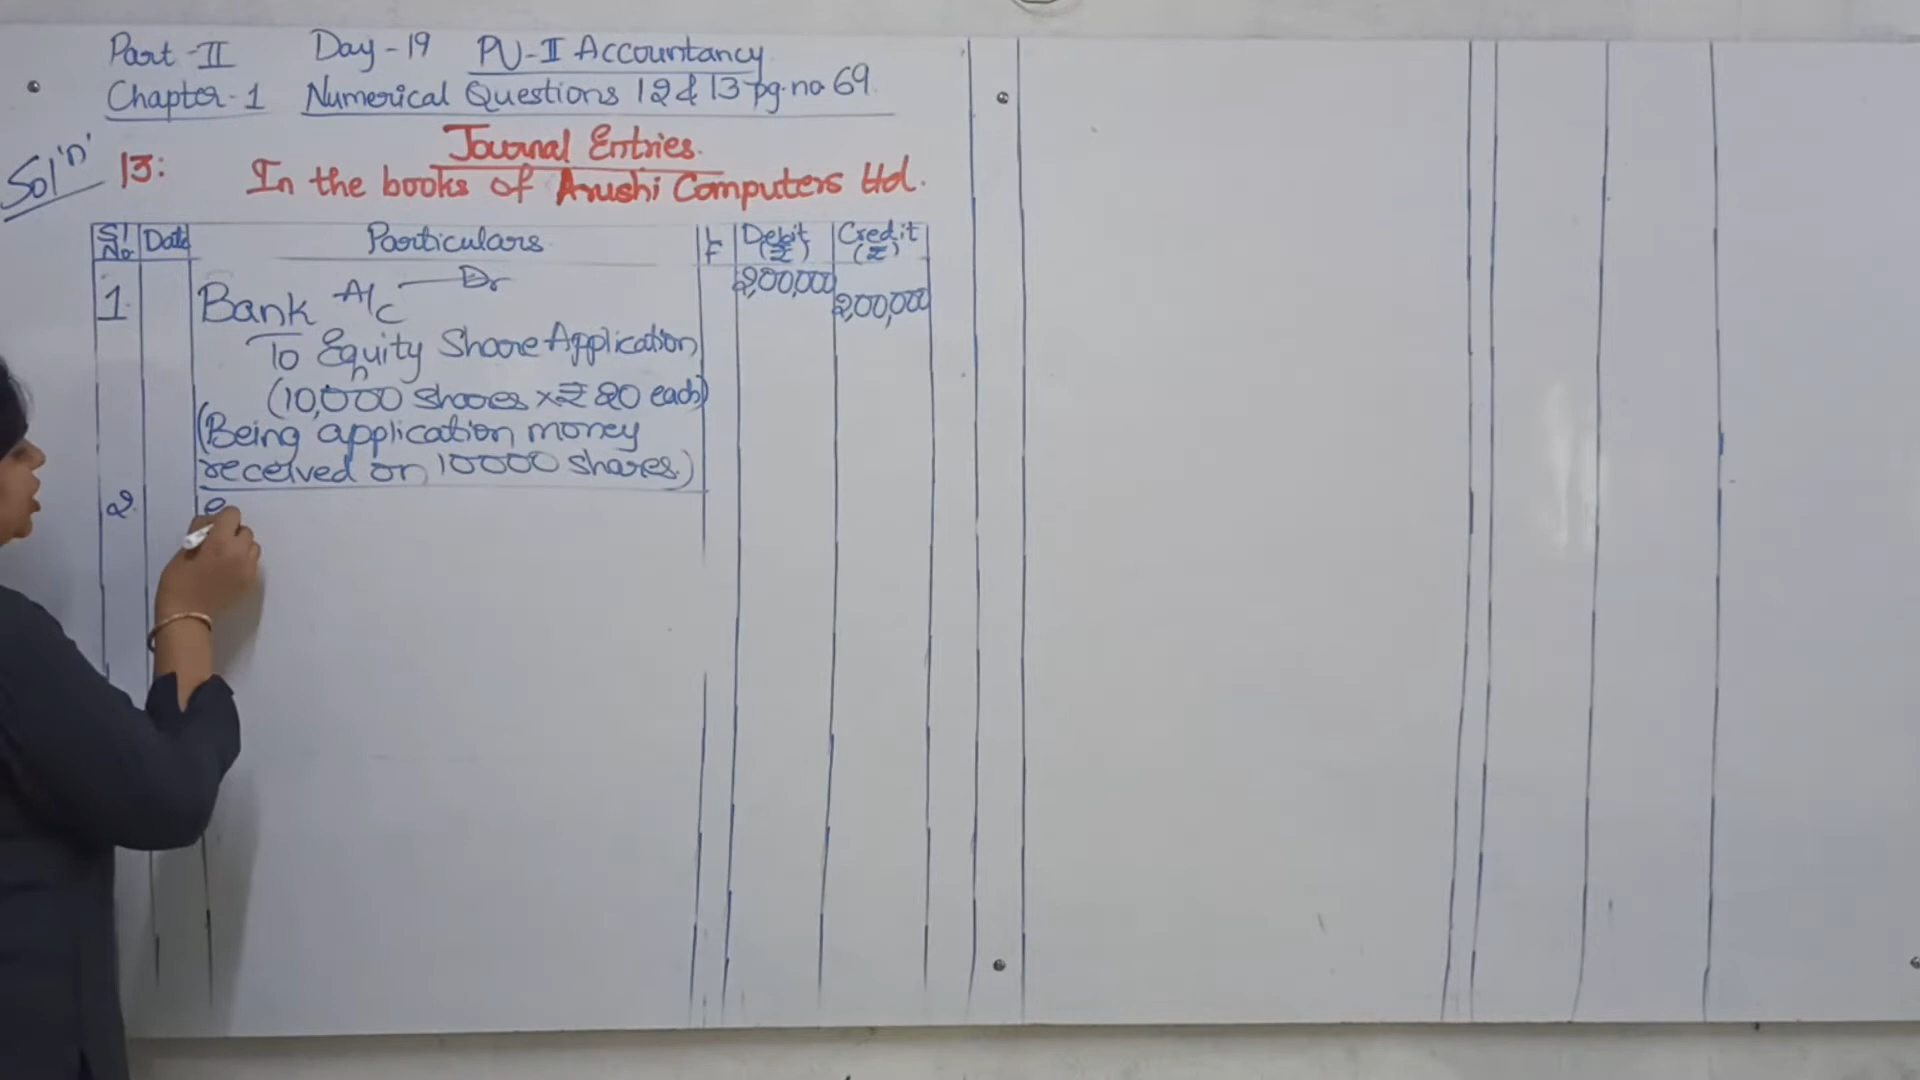 Part-II Day-19 PU-II Accountancy
Chapter-1 Numerical Questions 12 & 13 pg.no 69
Sol'n' 13: Journal Entries.
In the books of Arushi Computers Ltd.
Sl No Date Particulars LF Debit (₹) Credit (₹)
1. Bank A/c Dr 2,00,000
To Equity Share Application 2,00,000
(10,000 shares × ₹ 20 each)
(Being application money
received on 10000 shares.)
2.